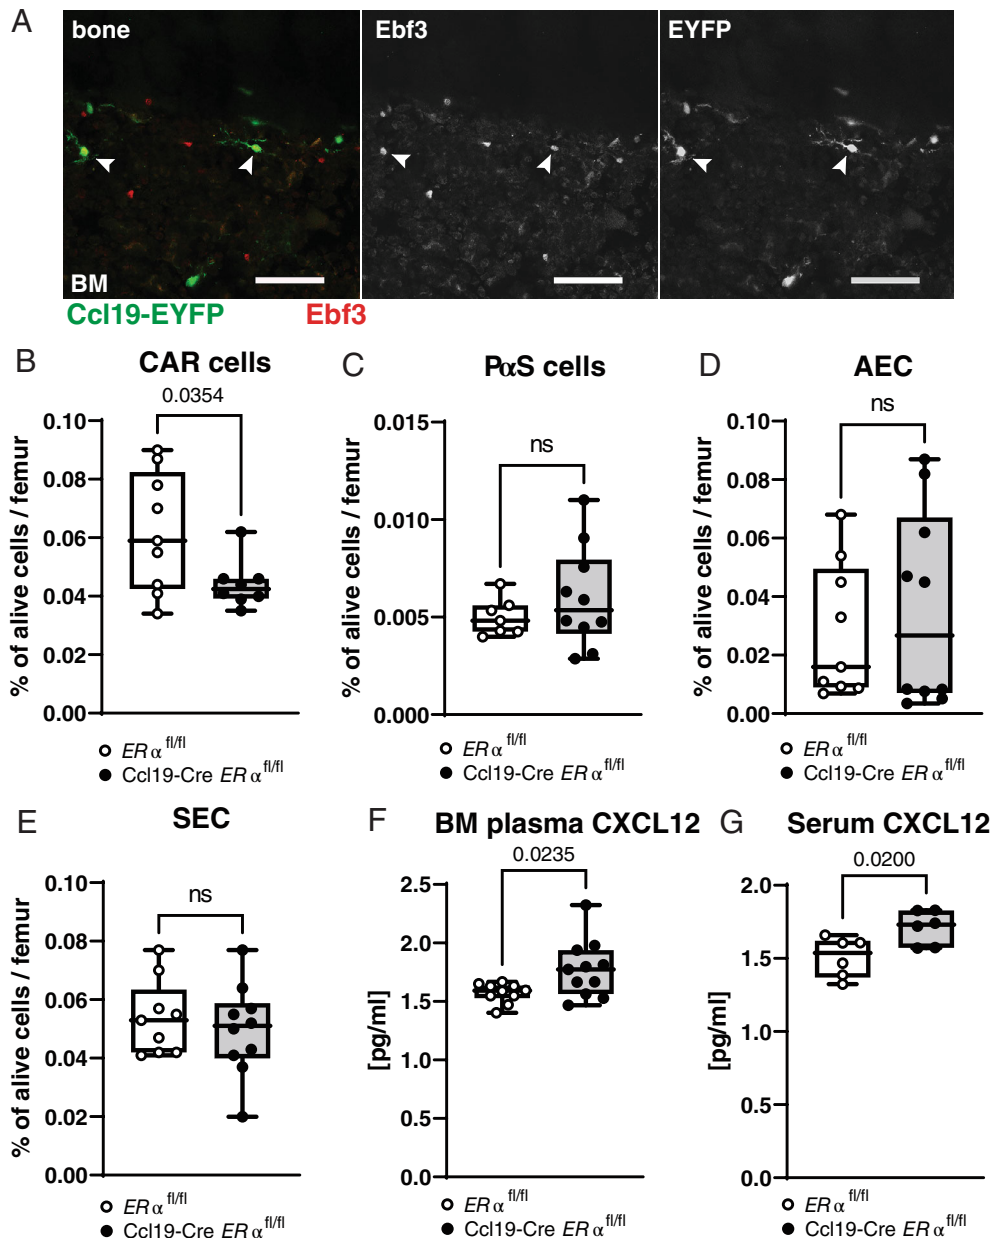 A
bone
Ebf3
EYFP
BM
Ccl19-EYFP
Ebf3
B
CAR cells
0.0354
% of alive cells / femur
0.10
0.08
0.06
0.04
0.02
0.00
ERα fl/fl
Ccl19-Cre ERα fl/fl
C
PαS cells
ns
% of alive cells / femur
0.015
0.010
0.005
0.000
ERα fl/fl
Ccl19-Cre ERα fl/fl
D
AEC
ns
% of alive cells / femur
0.10
0.08
0.06
0.04
0.02
0.00
ERα fl/fl
Ccl19-Cre ERα fl/fl
E
SEC
ns
% of alive cells / femur
0.10
0.08
0.06
0.04
0.02
0.00
ERα fl/fl
Ccl19-Cre ERα fl/fl
F
BM plasma CXCL12
0.0235
[pg/ml]
2.5
2.0
1.5
1.0
0.5
0.0
ERα fl/fl
Ccl19-Cre ERα fl/fl
G
Serum CXCL12
0.0200
[pg/ml]
2.0
1.5
1.0
0.5
0.0
ERα fl/fl
Ccl19-Cre ERα fl/fl